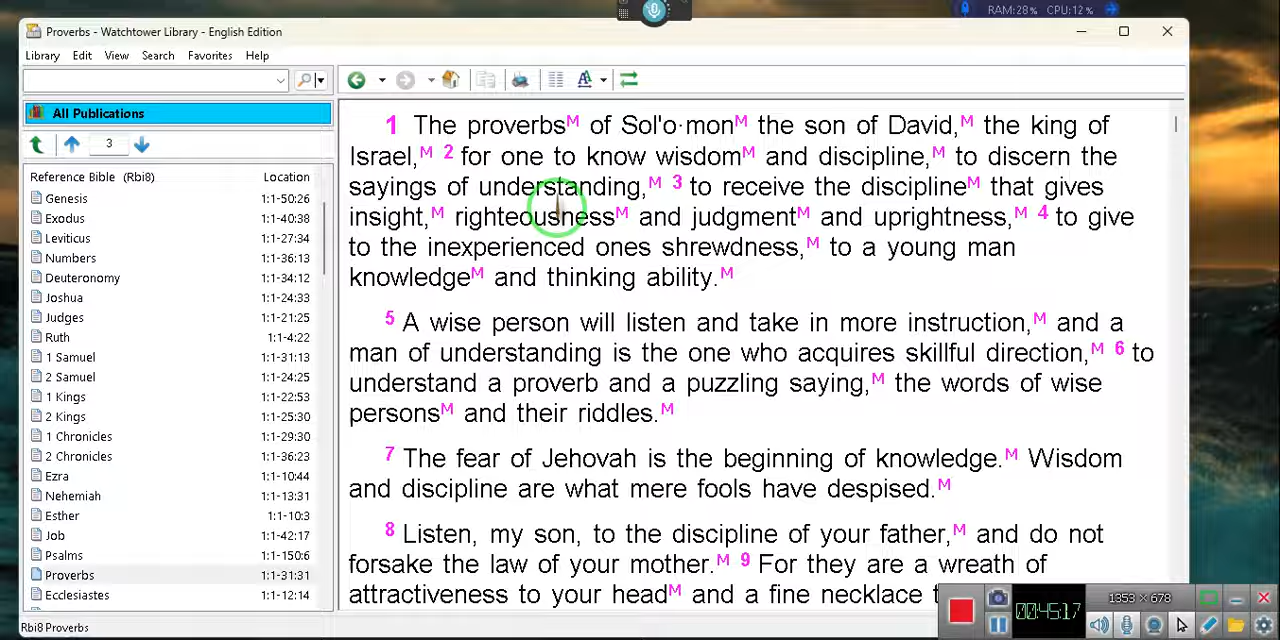 RAM:28% CPU:12%
Proverbs - Watchtower Library - English Edition
Library Edit View Search Favorites Help
All Publications
3
Reference Bible (Rbi8) Location
Genesis 1:1-50:26
Exodus 1:1-40:38
Leviticus 1:1-27:34
Numbers 1:1-36:13
Deuteronomy 1:1-34:12
Joshua 1:1-24:33
Judges 1:1-21:25
Ruth 1:1-4:22
1 Samuel 1:1-31:13
2 Samuel 1:1-24:25
1 Kings 1:1-22:53
2 Kings 1:1-25:30
1 Chronicles 1:1-29:30
2 Chronicles 1:1-36:23
Ezra 1:1-10:44
Nehemiah 1:1-13:31
Esther 1:1-10:3
Job 1:1-42:17
Psalms 1:1-150:6
Proverbs 1:1-31:31
Ecclesiastes 1:1-12:14
1 The proverbsM of Sol'o·monM the son of David,M the king of
Israel,M 2 for one to know wisdomM and discipline,M to discern the
sayings of understanding,M 3 to receive the disciplineM that gives
insight,M righteousnessM and judgmentM and uprightness,M 4 to give
to the inexperienced ones shrewdness,M to a young man
knowledgeM and thinking ability.M
5 A wise person will listen and take in more instruction,M and a
man of understanding is the one who acquires skillful direction,M 6 to
understand a proverb and a puzzling saying,M the words of wise
personsM and their riddles.M
7 The fear of Jehovah is the beginning of knowledge.M Wisdom
and discipline are what mere fools have despised.M
8 Listen, my son, to the discipline of your father,M and do not
forsake the law of your mother.M 9 For they are a wreath of
attractiveness to your headM and a fine necklace
Rbi8 Proverbs
1353 × 678
00:45:17